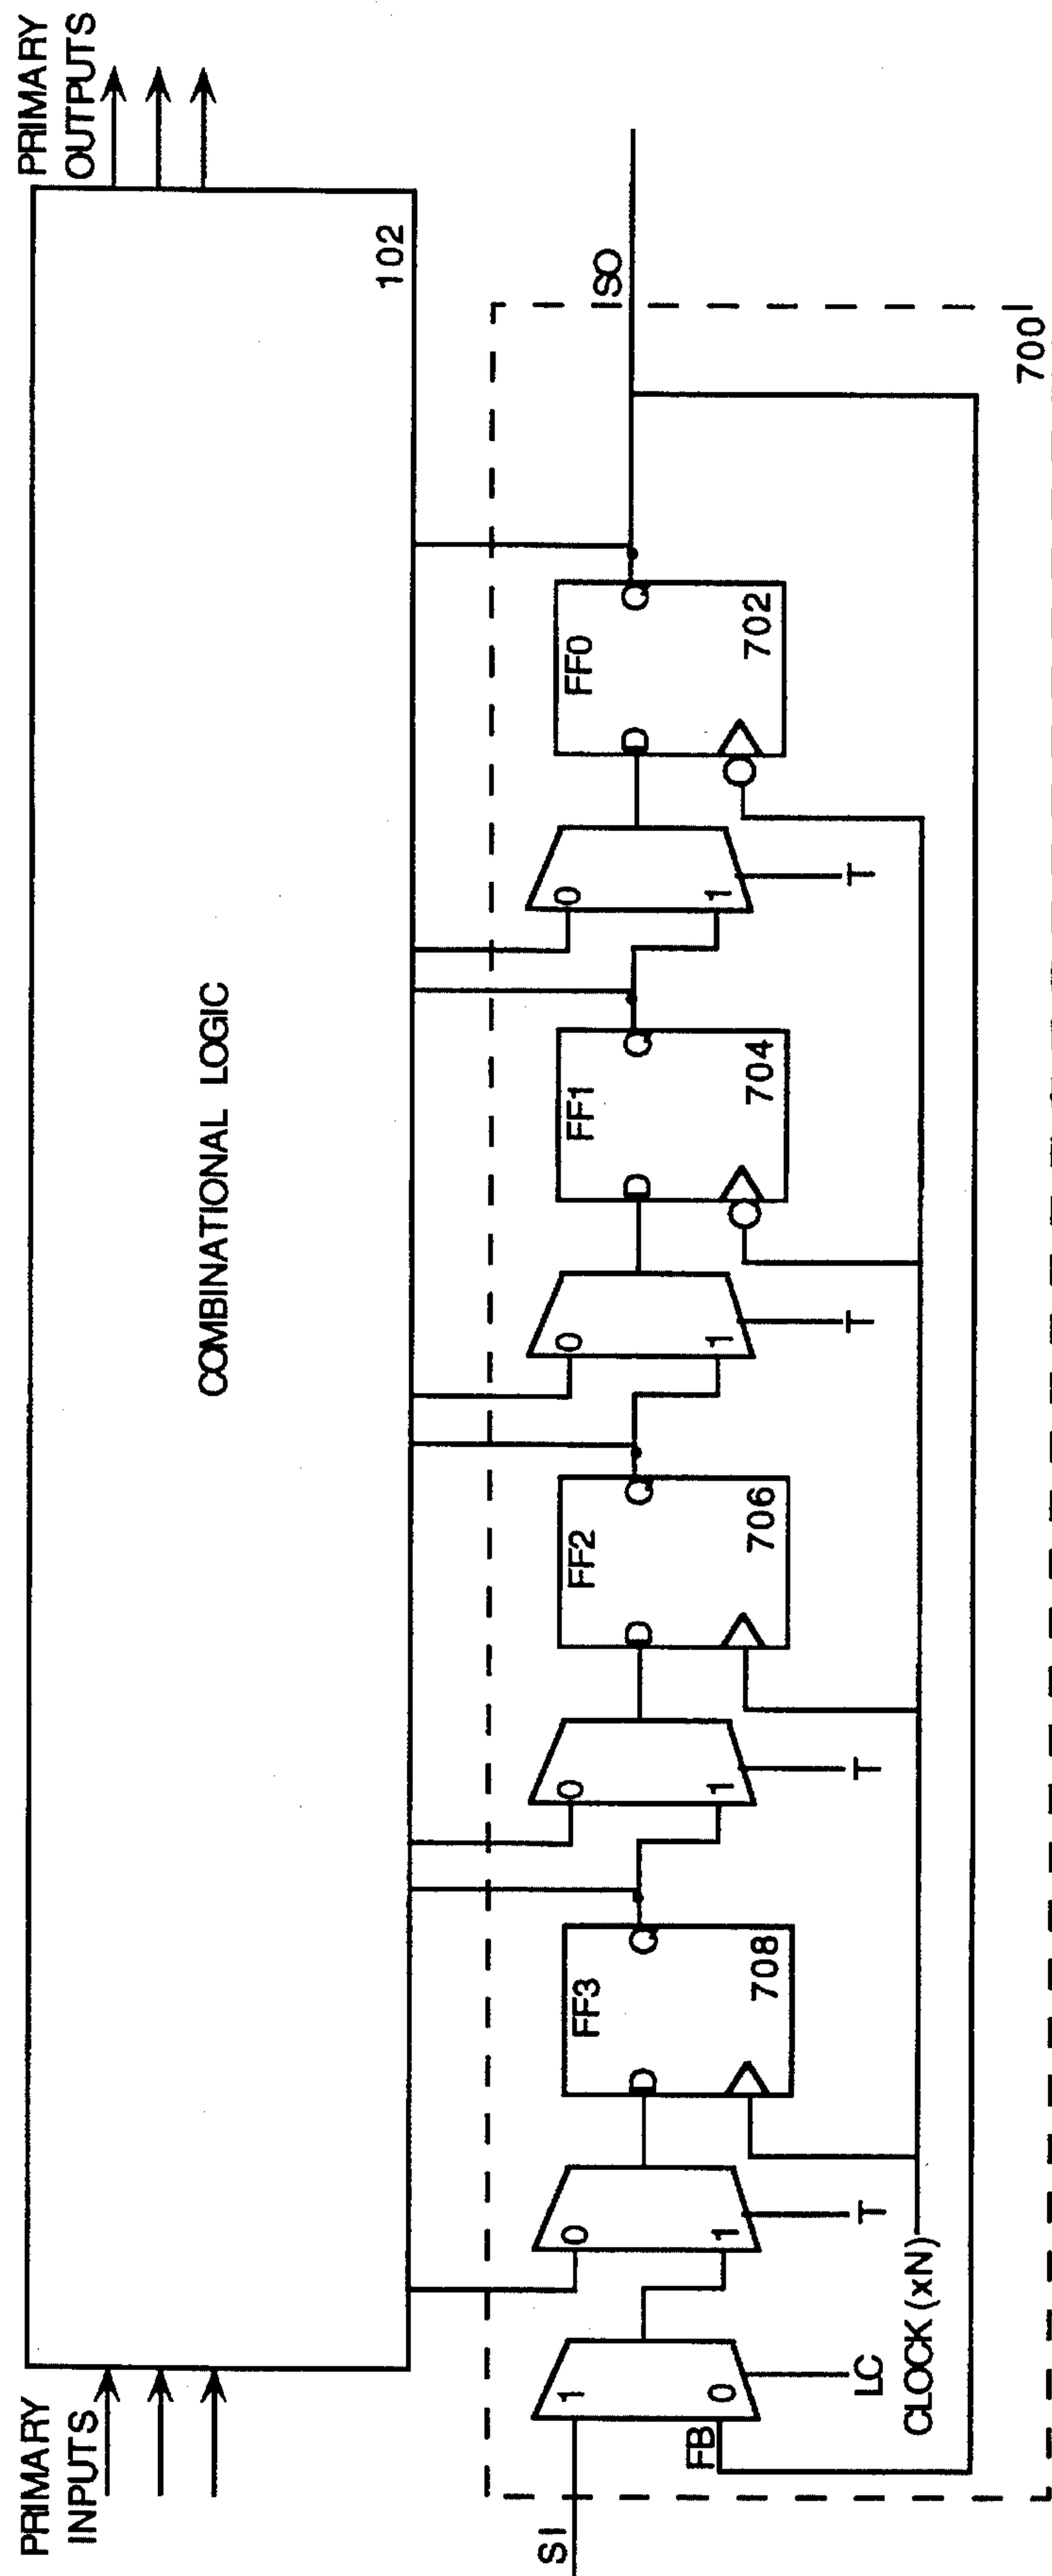 PRIMARY
INPUTS
PRIMARY
OUTPUTS
COMBINATIONAL LOGIC
102
SI
SO
FB
1
0
LC
0
1
T
FF3
D
Q
708
0
1
T
FF2
D
Q
706
0
1
T
FF1
D
Q
704
0
1
T
FF0
D
Q
702
CLOCK (xN)
700